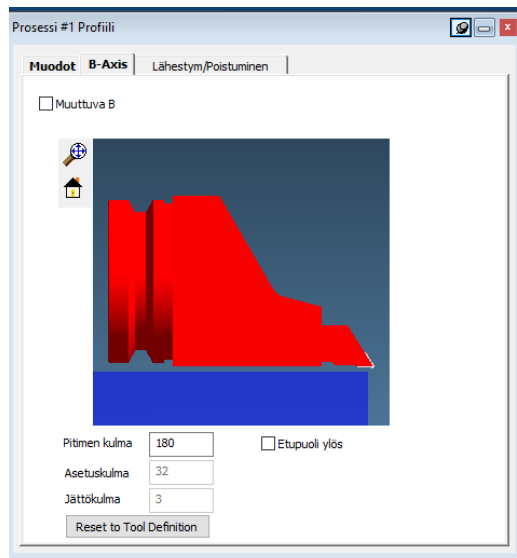 Prosessi #1 Profiili
Muodot B-Axis Lähestym/Poistuminen
Muuttuva B
Pitimen kulma 180 Etupuoli ylös
Asetuskulma 32
Jättökulma 3
Reset to Tool Definition